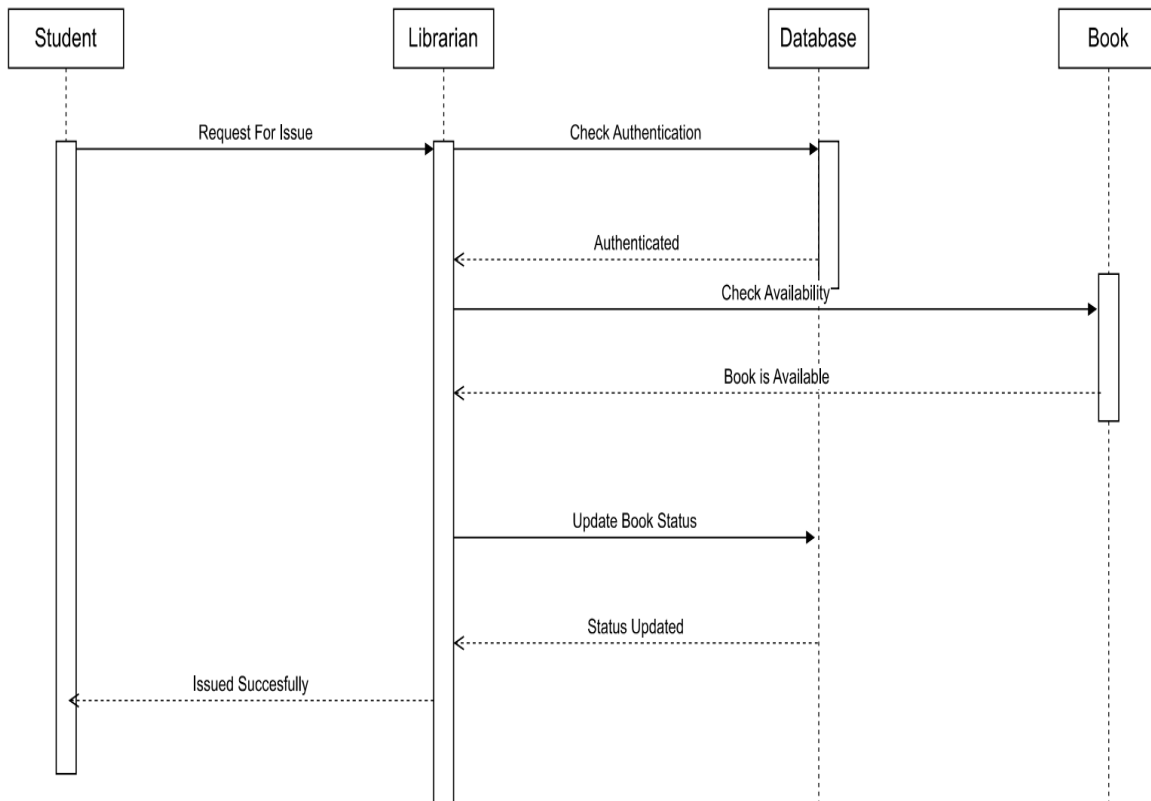 Student
Librarian
Database
Book
Request For Issue
Check Authentication
Authenticated
Check Availability
Book is Available
Update Book Status
Status Updated
Issued Succesfully